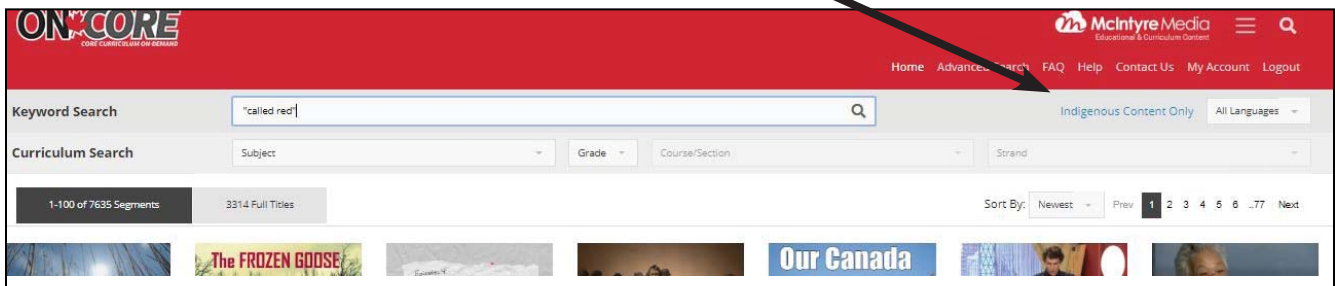 ON CORE
CORE CURRICULUM ON DEMAND
McIntyre Media
Educational & Curriculum Content
Home Advanced Search FAQ Help Contact Us My Account Logout
Keyword Search "called red" Indigenous Content Only All Languages
Curriculum Search Subject Grade Course/Section Strand
1-100 of 7635 Segments 3314 Full Titles Sort By: Newest Prev 1 2 3 4 5 6 ..77 Next
The FROZEN GOOSE
Our Canada